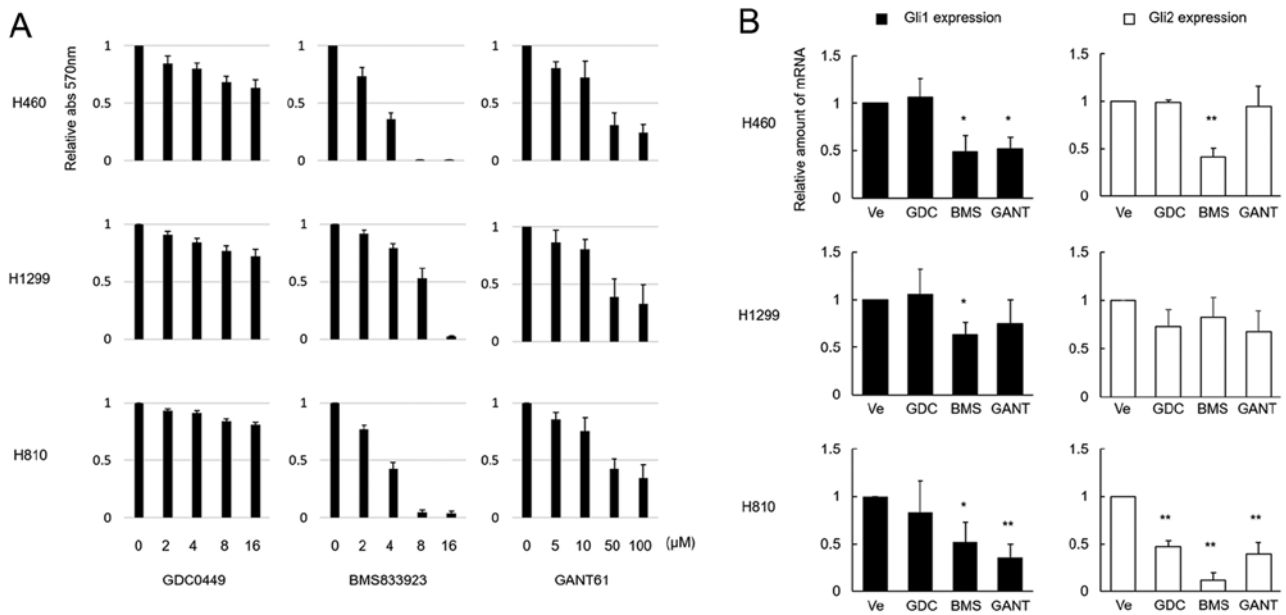 A
Relative abs 570nm
H460
1
0.5
0
1
0.5
0
1
0.5
0
H1299
1
0.5
0
1
0.5
0
1
0.5
0
H810
1
0.5
0
1
0.5
0
1
0.5
0
0 2 4 8 16
0 2 4 8 16
0 5 10 50 100 (μM)
GDC0449
BMS833923
GANT61
B
Gli1 expression
Gli2 expression
Relative amount of mRNA
H460
1.5
1
0.5
0
* *
Ve GDC BMS GANT
1.5
1
0.5
0
**
Ve GDC BMS GANT
H1299
1.5
1
0.5
0
*
Ve GDC BMS GANT
1.5
1
0.5
0
Ve GDC BMS GANT
H810
1.5
1
0.5
0
* **
Ve GDC BMS GANT
1.5
1
0.5
0
** ** **
Ve GDC BMS GANT